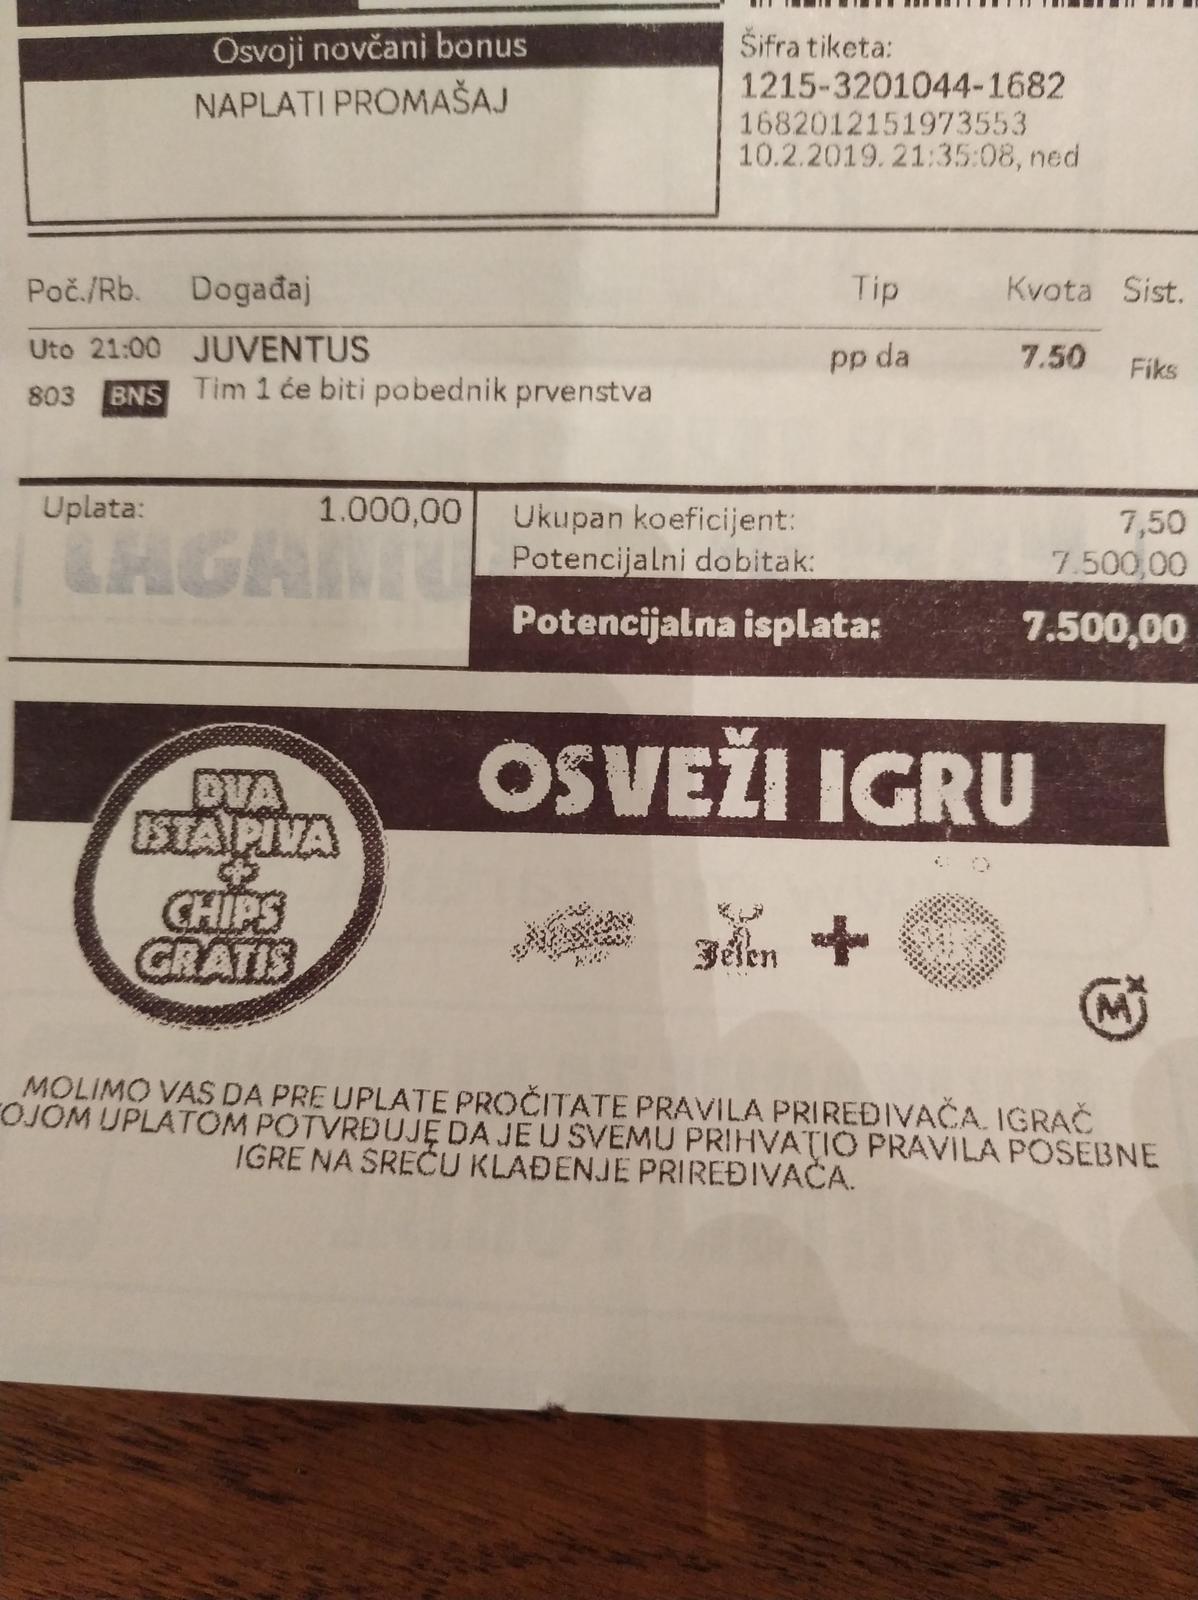 Osvoji novčani bonus
NAPLATI PROMAŠAJ
Šifra tiketa:
1215-3201044-1682
1682012151973553
10.2.2019. 21:35:08, ned
Poč./Rb. Događaj Tip Kvota Sist.
Uto 21:00 JUVENTUS pp da 7.50 Fiks
803 BNS Tim 1 će biti pobednik prvenstva
Uplata: 1.000,00
Ukupan koeficijent: 7,50
Potencijalni dobitak: 7.500,00
Potencijalna isplata: 7.500,00
OSVEŽI IGRU
DVA
ISTA PIVA
+
CHIPS
GRATIS
Jelen +
M
MOLIMO VAS DA PRE UPLATE PROČITATE PRAVILA PRIREĐIVAČA. IGRAČ
OJOM UPLATOM POTVRĐUJE DA JE U SVEMU PRIHVATIO PRAVILA POSEBNE
IGRE NA SREĆU KLAĐENJE PRIREĐIVAČA.